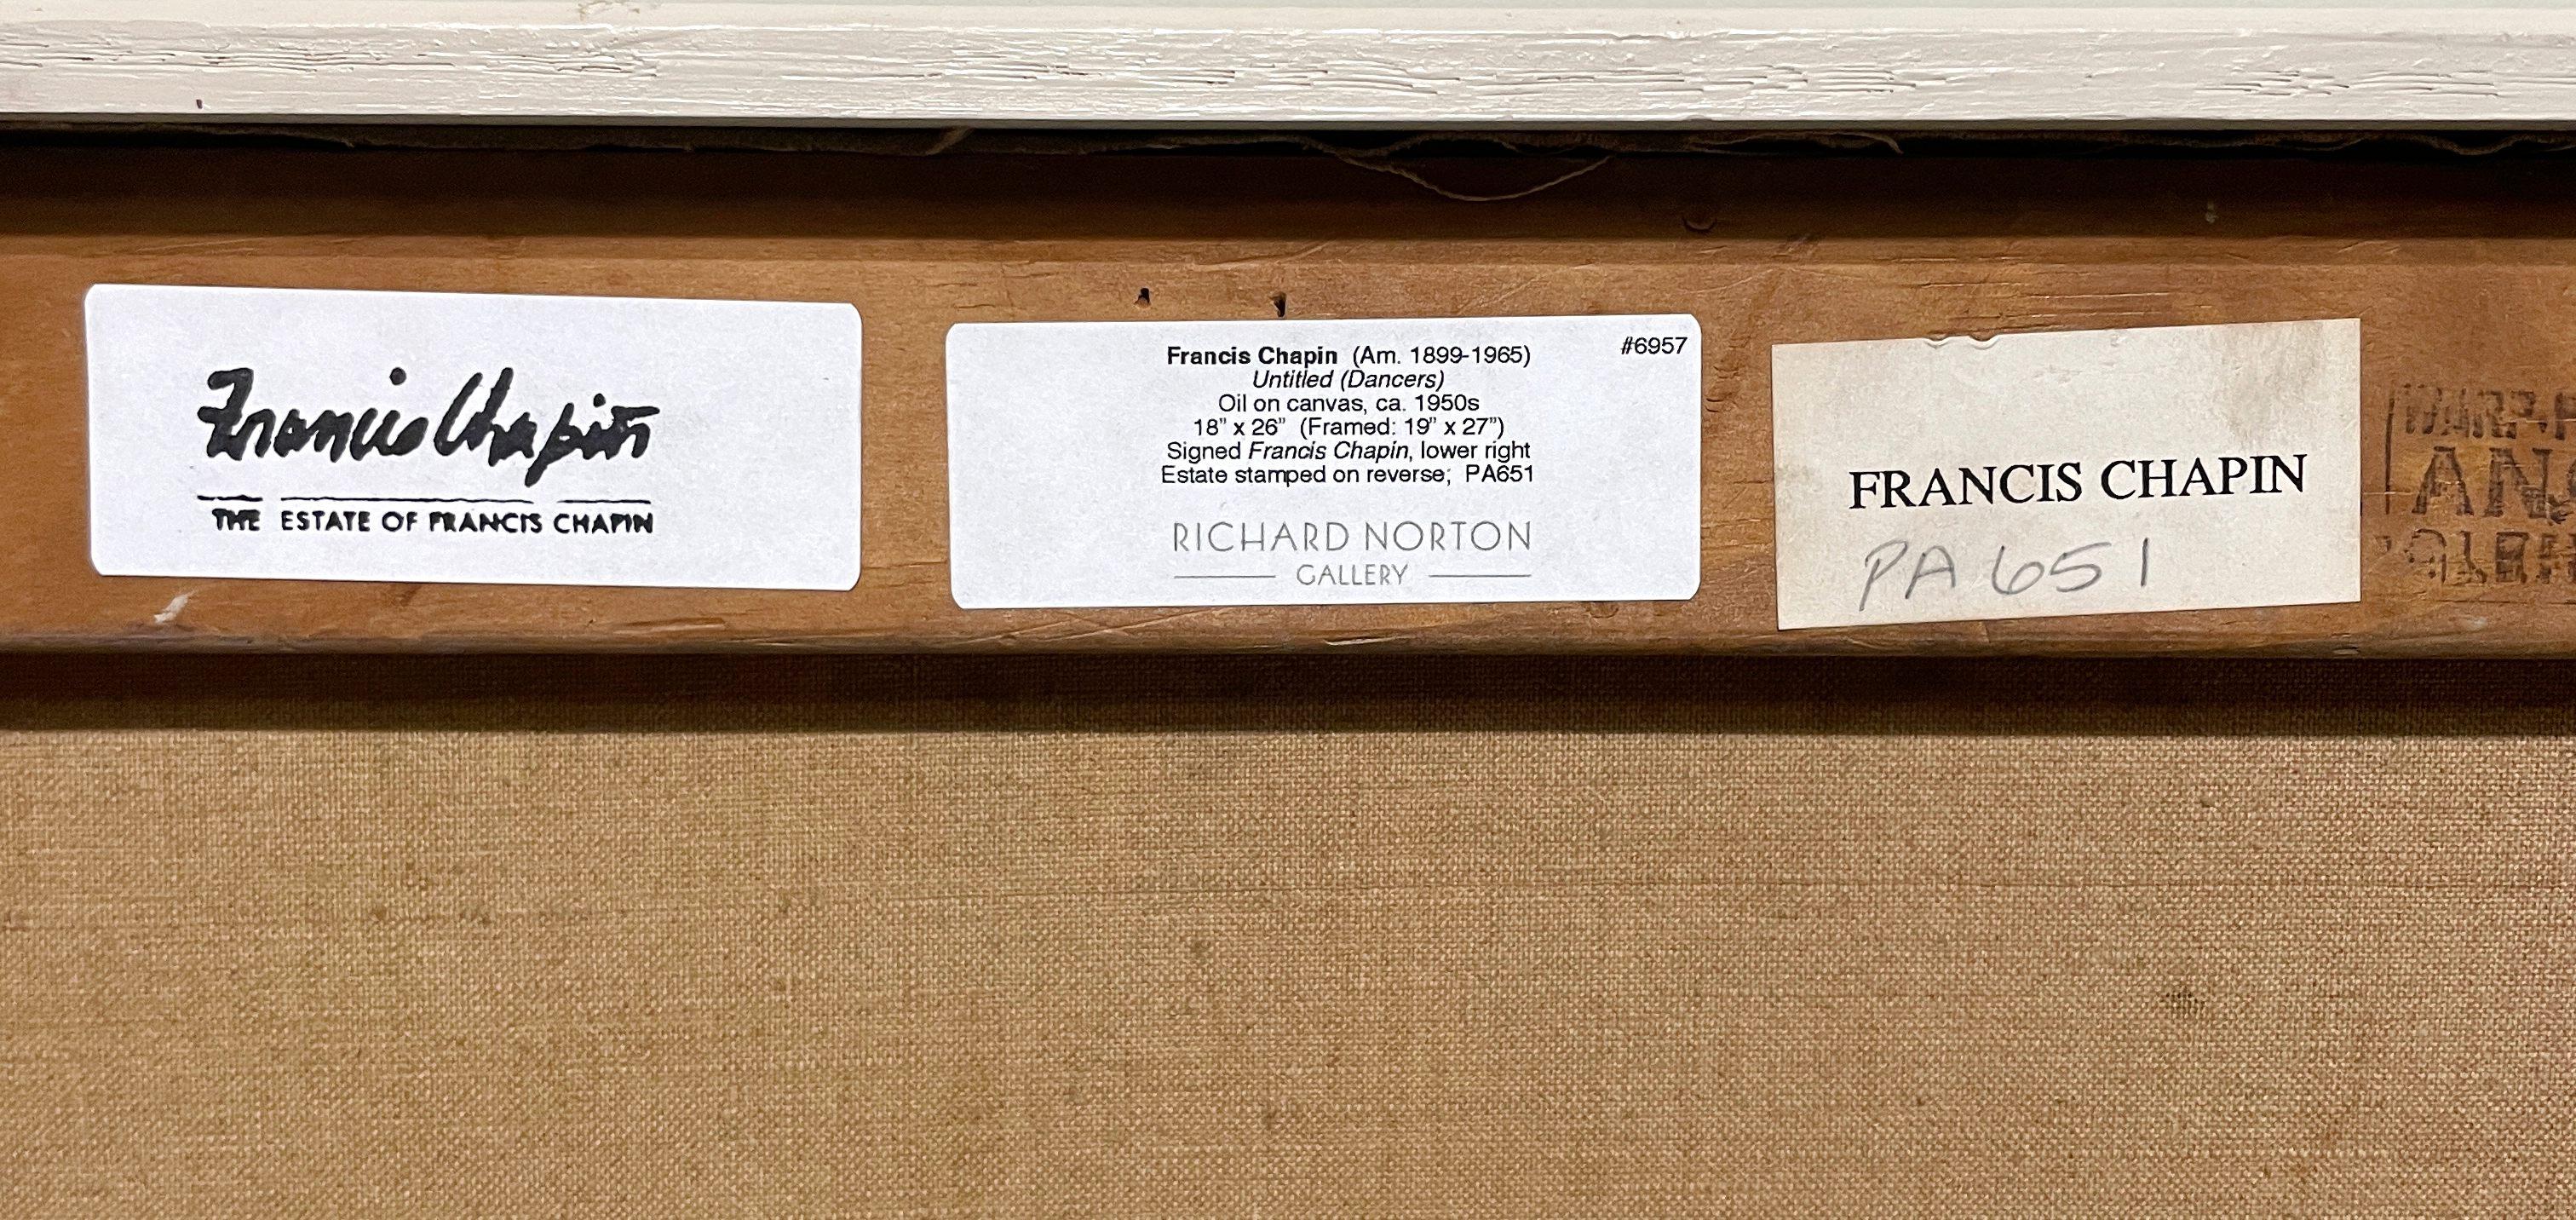 Francis Chapin
THE ESTATE OF FRANCIS CHAPIN
#6957
Francis Chapin (Am. 1899-1965)
Untitled (Dancers)
Oil on canvas, ca. 1950s
18" x 26" (Framed: 19" x 27")
Signed Francis Chapin, lower right
Estate stamped on reverse; PA651
RICHARD NORTON
GALLERY
FRANCIS CHAPIN
PA651